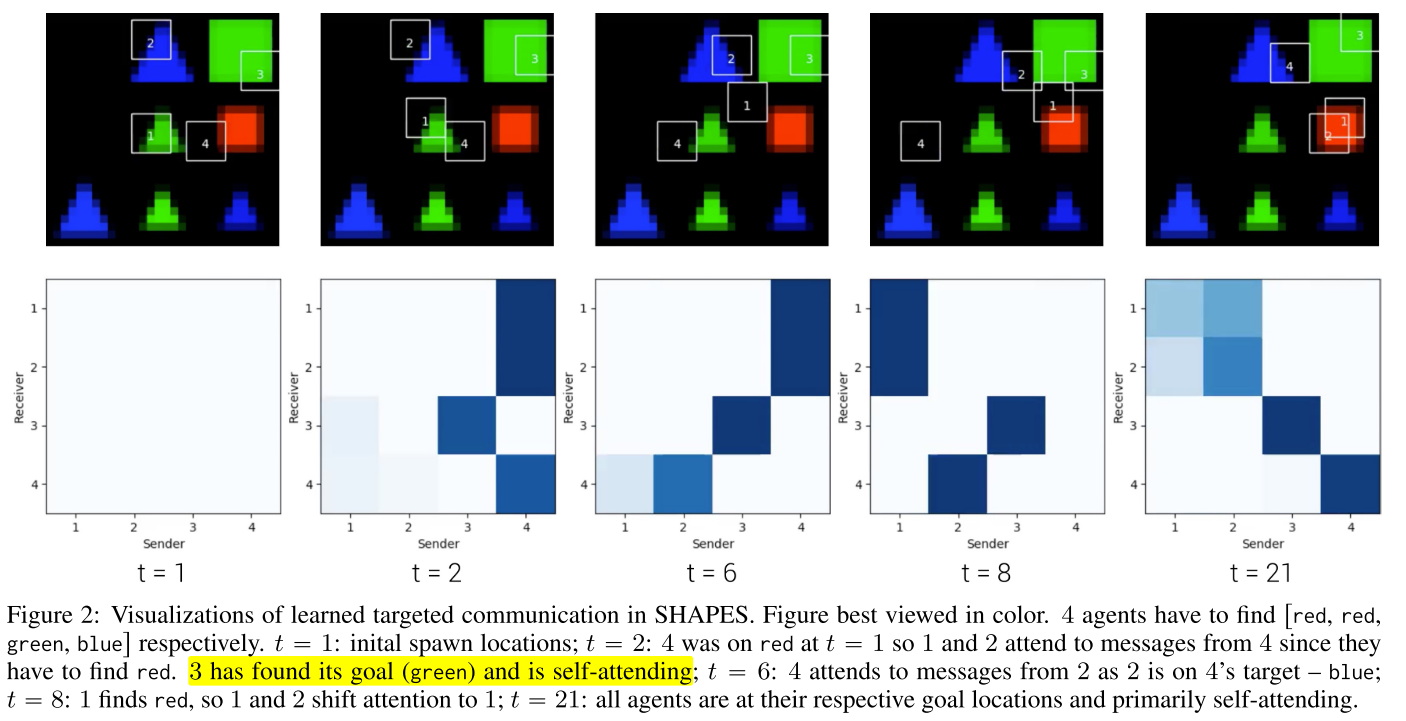 2
3
1
4
2
3
1
4
2
3
1
4
2
3
1
4
3
4
1
2
Receiver
1
2
3
4
1 2 3 4
Sender
t = 1
Receiver
1
2
3
4
1 2 3 4
Sender
t = 2
Receiver
1
2
3
4
1 2 3 4
Sender
t = 6
Receiver
1
2
3
4
1 2 3 4
Sender
t = 8
Receiver
1
2
3
4
1 2 3 4
Sender
t = 21
Figure 2: Visualizations of learned targeted communication in SHAPES. Figure best viewed in color. 4 agents have to find [red, red,
green, blue] respectively. t = 1: inital spawn locations; t = 2: 4 was on red at t = 1 so 1 and 2 attend to messages from 4 since they
have to find red. 3 has found its goal (green) and is self-attending; t = 6: 4 attends to messages from 2 as 2 is on 4's target – blue;
t = 8: 1 finds red, so 1 and 2 shift attention to 1; t = 21: all agents are at their respective goal locations and primarily self-attending.